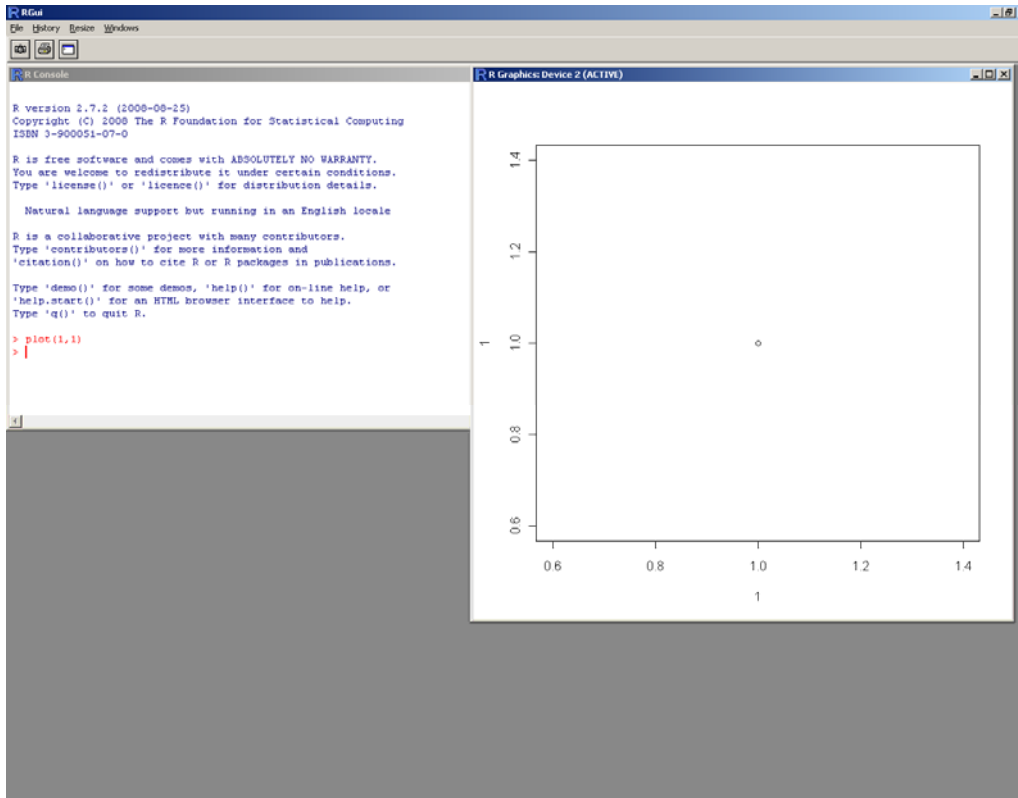 RGui
File History Resize Windows
R Console
R version 2.7.2 (2008-08-25)
Copyright (C) 2008 The R Foundation for Statistical Computing
ISBN 3-900051-07-0
R is free software and comes with ABSOLUTELY NO WARRANTY.
You are welcome to redistribute it under certain conditions.
Type 'license()' or 'licence()' for distribution details.
Natural language support but running in an English locale
R is a collaborative project with many contributors.
Type 'contributors()' for more information and
'citation()' on how to cite R or R packages in publications.
Type 'demo()' for some demos, 'help()' for on-line help, or
'help.start()' for an HTML browser interface to help.
Type 'q()' to quit R.
> plot(1,1)
>
R Graphics: Device 2 (ACTIVE)
1.4
1.2
1.0
0.8
0.6
1
0.6 0.8 1.0 1.2 1.4
1